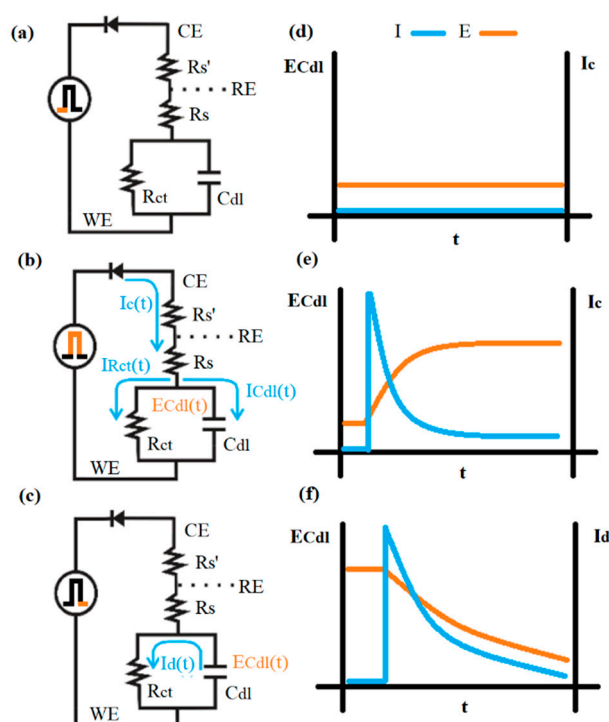 (a)
CE
Rs'
RE
Rs
Rct
Cdl
WE
(d)
I
E
ECdl
Ic
t
(b)
CE
Ic(t)
Rs'
RE
IRct(t)
Rs
ICdl(t)
ECdl(t)
Rct
Cdl
WE
(e)
ECdl
Ic
t
(c)
CE
Rs'
RE
Rs
Id(t)
ECdl(t)
Rct
Cdl
WE
(f)
ECdl
Id
t